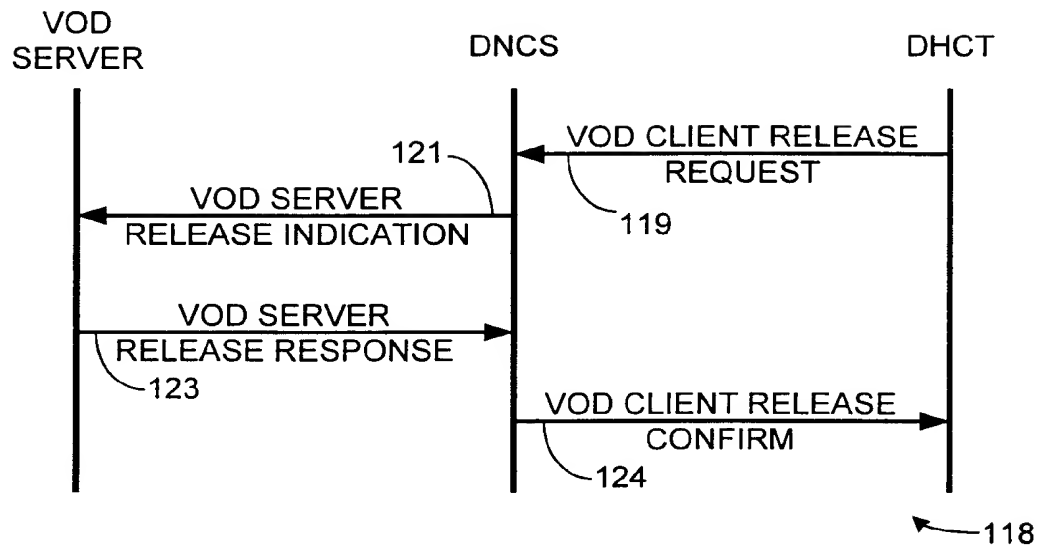 VOD
SERVER
DNCS
DHCT
VOD CLIENT RELEASE
REQUEST
119
121
VOD SERVER
RELEASE INDICATION
VOD SERVER
RELEASE RESPONSE
123
VOD CLIENT RELEASE
CONFIRM
124
118